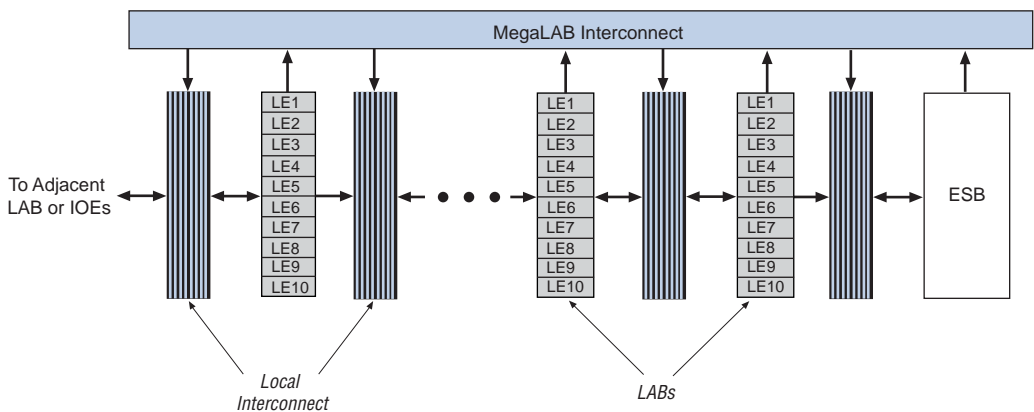 MegaLAB Interconnect
LE1
LE2
LE3
LE4
LE5
LE6
LE7
LE8
LE9
LE10
LE1
LE2
LE3
LE4
LE5
LE6
LE7
LE8
LE9
LE10
LE1
LE2
LE3
LE4
LE5
LE6
LE7
LE8
LE9
LE10
To Adjacent
LAB or IOEs
ESB
Local
Interconnect
LABs